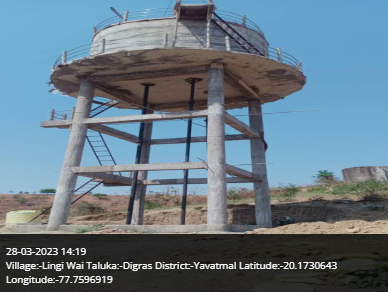 28-03-2023 14:19
Village:-Lingi Wai Taluka:-Digras District:-Yavatmal Latitude:-20.1730643
Longitude:-77.7596919